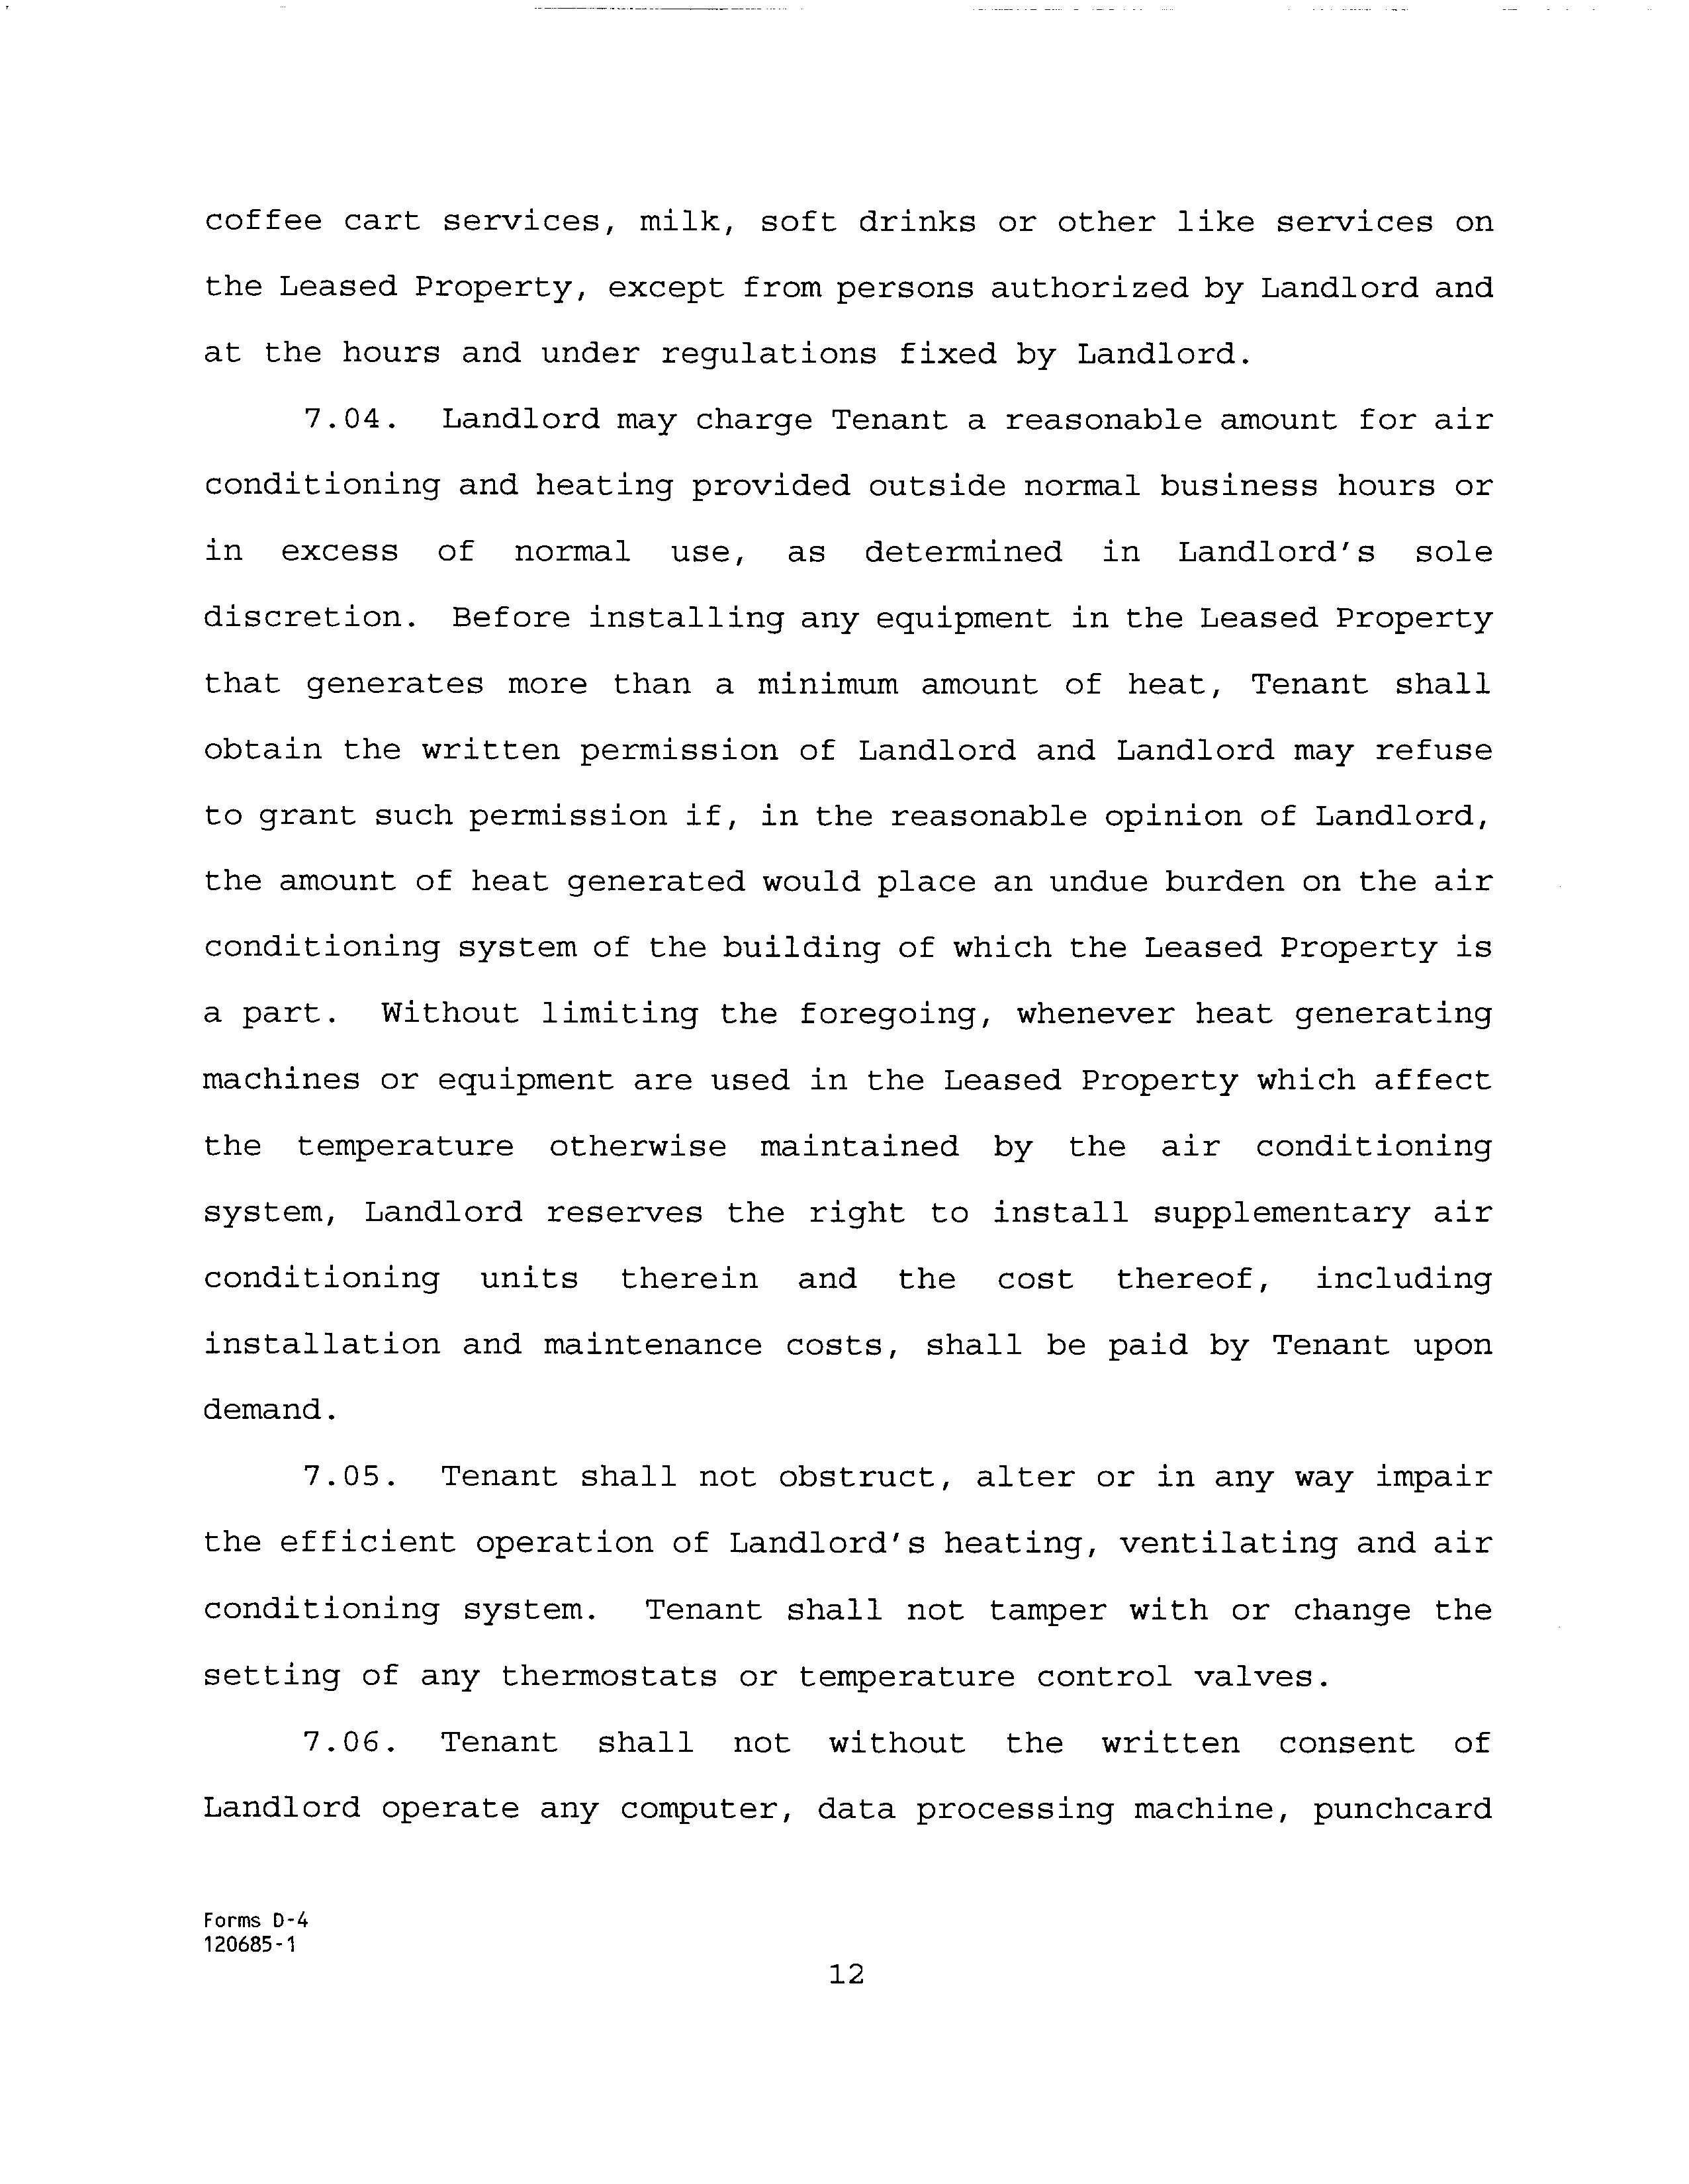 coffee cart services, milk, soft drinks or other like services on
the Leased Property, except from persons authorized by Landlord and
at the hours and under regulations fixed by Landlord.
7.04. Landlord may charge Tenant a reasonable amount for air
conditioning and heating provided outside normal business hours or
in excess of normal use, as determined in Landlord's sole
discretion. Before installing any equipment in the Leased Property
that generates more than a minimum amount of heat, Tenant shall
obtain the written permission of Landlord and Landlord may refuse
to grant such permission if, in the reasonable opinion of Landlord,
the amount of heat generated would place an undue burden on the air
conditioning system of the building of which the Leased Property is
a part. Without limiting the foregoing, whenever heat generating
machines or equipment are used in the Leased Property which affect
the temperature otherwise maintained by the air conditioning
system, Landlord reserves the right to install supplementary air
conditioning units therein and the cost thereof, including
installation and maintenance costs, shall be paid by Tenant upon
demand.
7.05. Tenant shall not obstruct, alter or in any way impair
the efficient operation of Landlord's heating, ventilating and air
conditioning system. Tenant shall not tamper with or change the
setting of any thermostats or temperature control valves.
7.06. Tenant shall not without the written consent of
Landlord operate any computer, data processing machine, punchcard
Forms D-4
120685-1
12